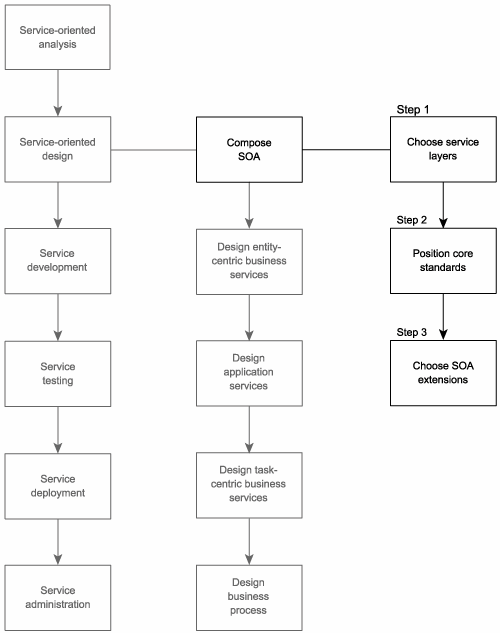 Service-oriented
analysis
Service-oriented
design
Service
development
Service
testing
Service
deployment
Service
administration
Compose
SOA
Design entity-
centric business
services
Design
application
services
Design task-
centric business
services
Design
business
process
Step 1
Choose service
layers
Step 2
Position core
standards
Step 3
Choose SOA
extensions